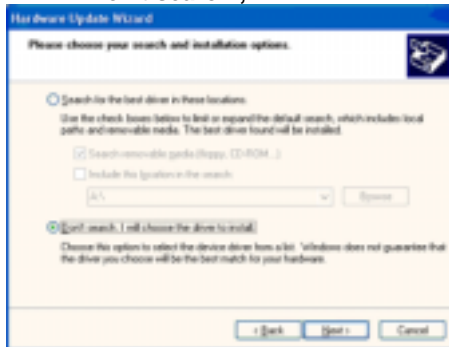 Hardware Update Wizard
Please choose your search and installation options.
Search for the best driver in these locations.
Use the check boxes below to limit or expand the default search, which includes local
paths and removable media. The best driver found will be installed.
Search removable media (floppy, CD-ROM...)
Include this location in the search:
A:\
Browse
Don't search. I will choose the driver to install.
Choose this option to select the device driver from a list. Windows does not guarantee that
the driver you choose will be the best match for your hardware.
< Back
Next >
Cancel